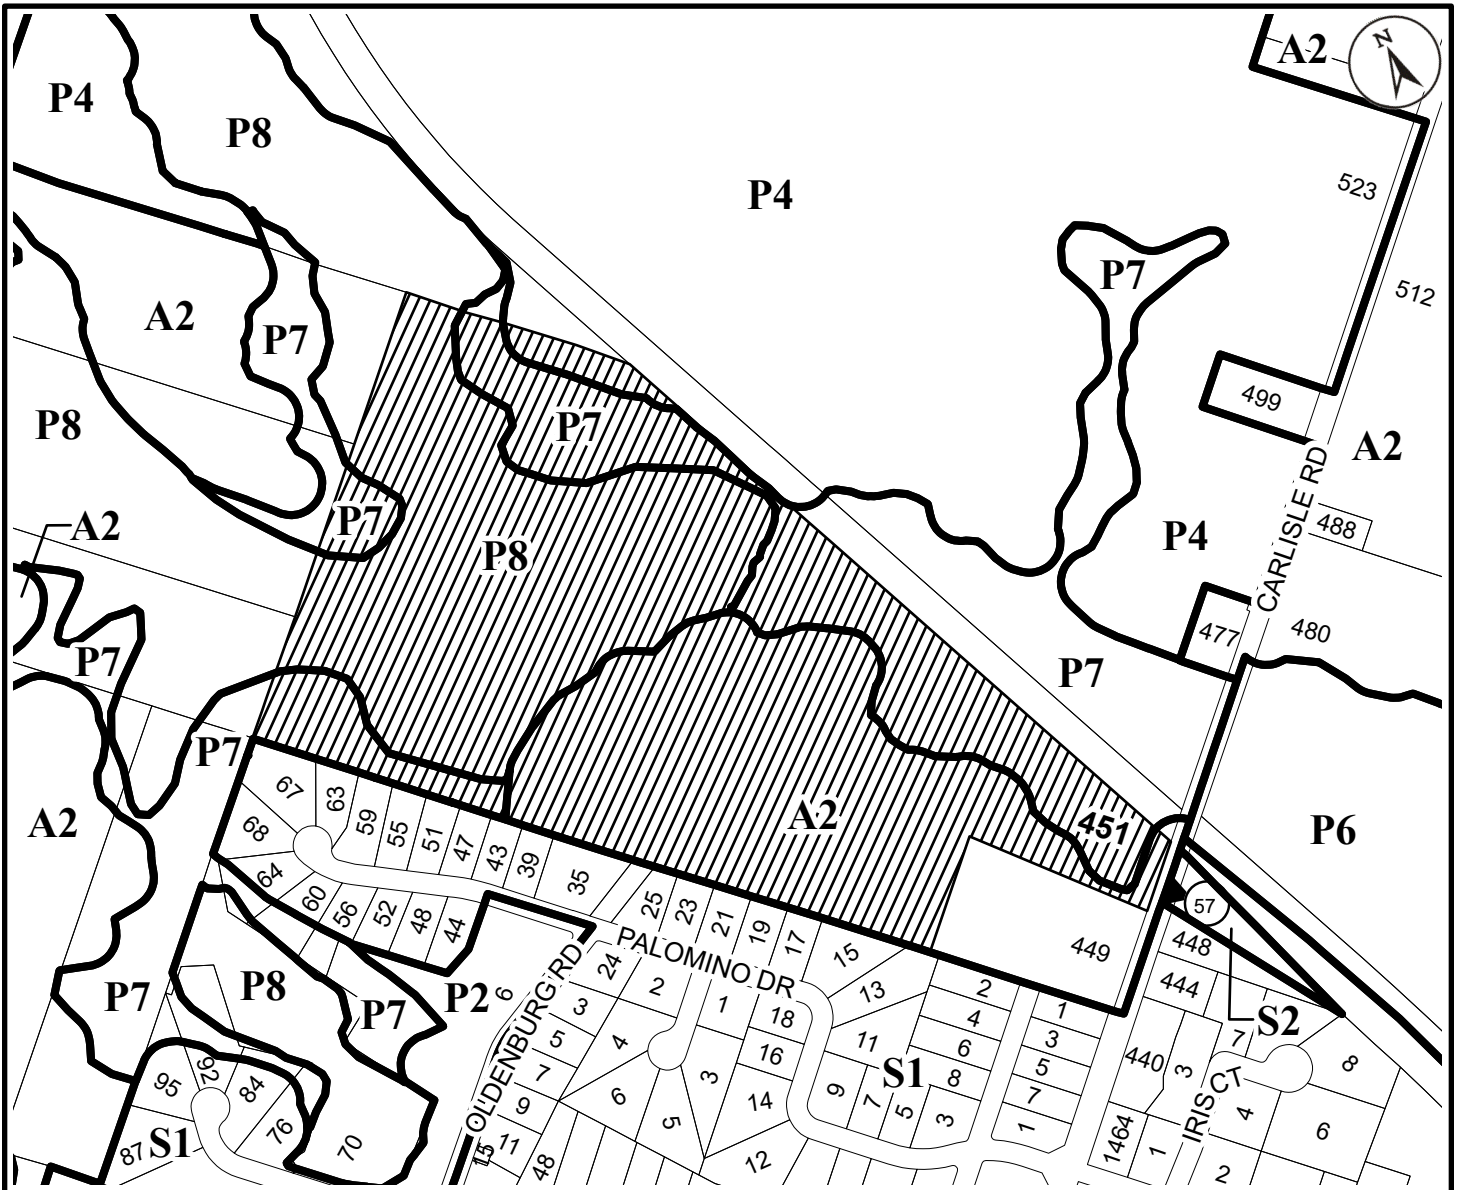 A2
N
P4
P8
P4
523
P7
512
A2
P7
499
P8
P7
A2
CARLISLE RD
A2
P7
488
P8
P4
477
480
P7
P7
P7
67
63
59
55
51
47
43
39
35
A2
A2
451
P6
68
64
60
56
52
48
44
25
23
21
19
17
15
57
449
448
S2
P7
P8
P7
P2
6
OLDENBURG RD
24
PALOMINO DR
2
1
18
13
2
4
1
444
3
5
7
9
11
15
48
4
6
5
3
16
14
12
11
9
7
5
3
S1
6
8
3
5
7
1
440
3
7
IRIS CT
4
8
6
1464
1
2
95
92
84
76
70
87
S1